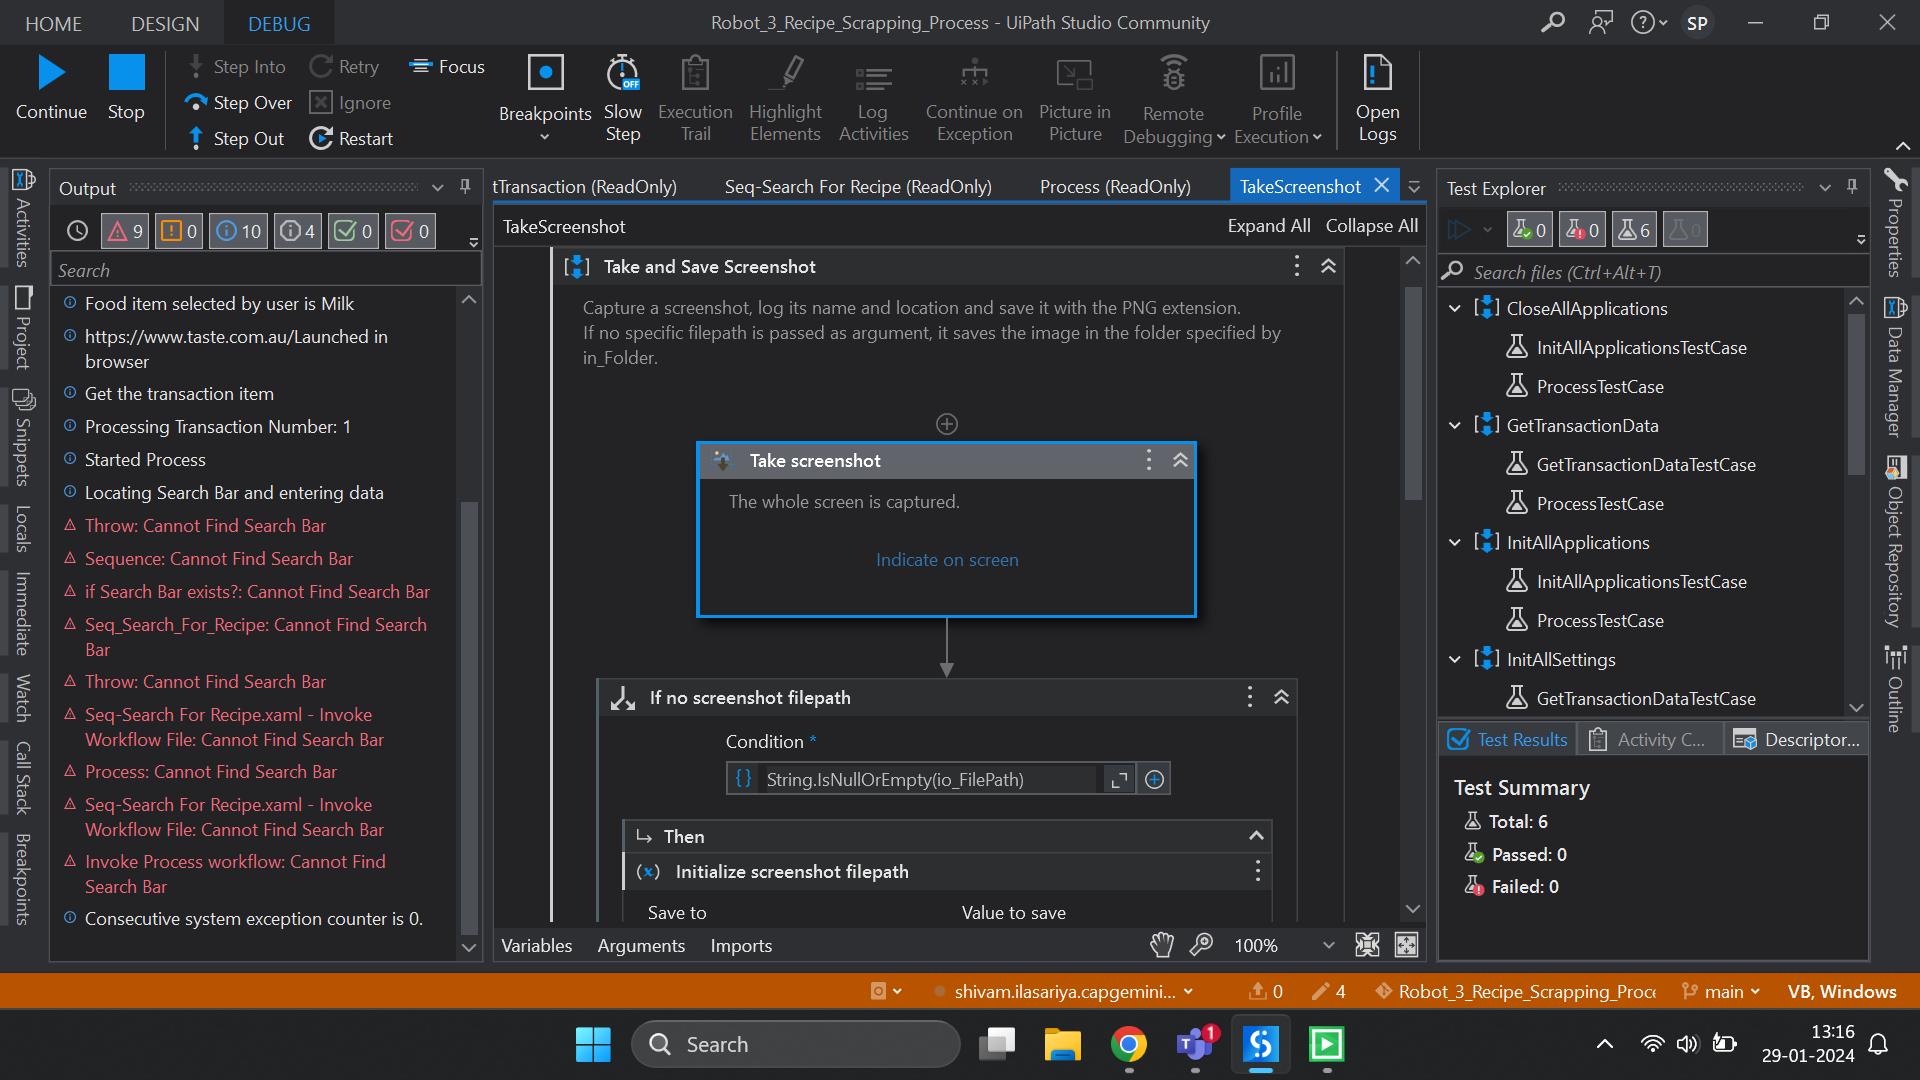 HOME DESIGN DEBUG
Robot_3_Recipe_Scrapping_Process - UiPath Studio Community
SP
Continue
Stop
Step Into
Step Over
Step Out
Retry
Ignore
Restart
Focus
Breakpoints
OFF
Slow
Step
Execution
Trail
Highlight
Elements
Log
Activities
Continue on
Exception
Picture in
Picture
Remote
Debugging
Profile
Execution
Open
Logs
Activities
Project
Snippets
Locals
Immediate
Watch
Call Stack
Breakpoints
Output
9 0 10 4 0 0
Search
Food item selected by user is Milk
https://www.taste.com.au/Launched in
browser
Get the transaction item
Processing Transaction Number: 1
Started Process
Locating Search Bar and entering data
Throw: Cannot Find Search Bar
Sequence: Cannot Find Search Bar
if Search Bar exists?: Cannot Find Search Bar
Seq_Search_For_Recipe: Cannot Find Search
Bar
Throw: Cannot Find Search Bar
Seq-Search For Recipe.xaml - Invoke
Workflow File: Cannot Find Search Bar
Process: Cannot Find Search Bar
Seq-Search For Recipe.xaml - Invoke
Workflow File: Cannot Find Search Bar
Invoke Process workflow: Cannot Find
Search Bar
Consecutive system exception counter is 0.
tTransaction (ReadOnly) Seq-Search For Recipe (ReadOnly) Process (ReadOnly) TakeScreenshot
TakeScreenshot Expand All Collapse All
Take and Save Screenshot
Capture a screenshot, log its name and location and save it with the PNG extension.
If no specific filepath is passed as argument, it saves the image in the folder specified by
in_Folder.
Take screenshot
The whole screen is captured.
Indicate on screen
If no screenshot filepath
Condition *
String.IsNullOrEmpty(io_FilePath)
Then
(x) Initialize screenshot filepath
Save to Value to save
Variables Arguments Imports 100%
Test Explorer
0 0 6 0
Search files (Ctrl+Alt+T)
CloseAllApplications
InitAllApplicationsTestCase
ProcessTestCase
GetTransactionData
GetTransactionDataTestCase
ProcessTestCase
InitAllApplications
InitAllApplicationsTestCase
ProcessTestCase
InitAllSettings
GetTransactionDataTestCase
Test Results Activity C... Descriptor...
Test Summary
Total: 6
Passed: 0
Failed: 0
Properties
Data Manager
Object Repository
Outline
shivam.ilasariya.capgemini... 0 4 Robot_3_Recipe_Scrapping_Proce main VB, Windows
Search
1
13:16
29-01-2024